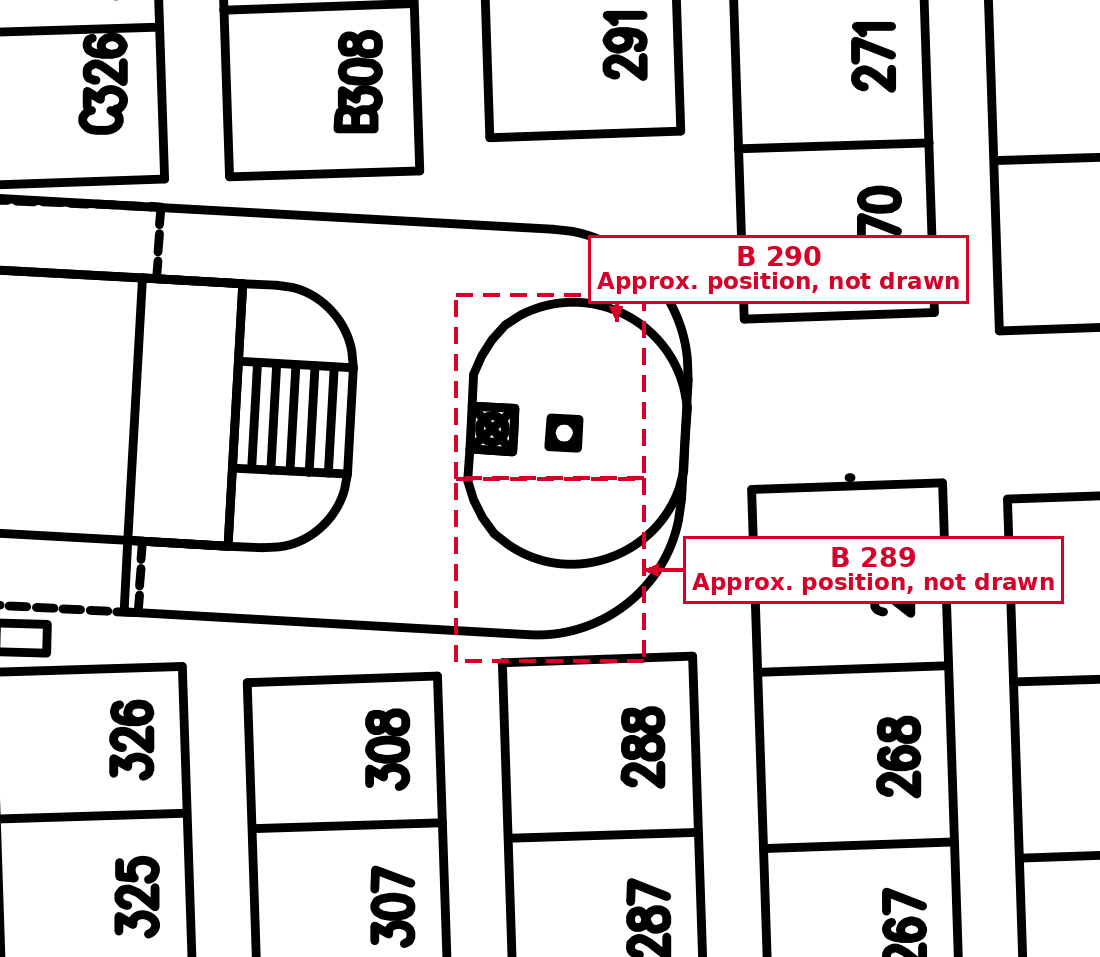 C326
B308
291
271
70
B 290
Approx. position, not drawn
B 289
Approx. position, not drawn
326
308
288
268
325
307
287
267